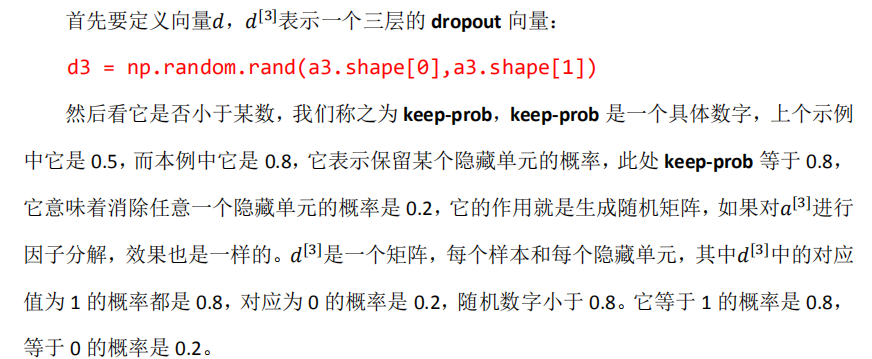 首先要定义向量𝑑，𝑑^[3]表示一个三层的 dropout 向量：
d3 = np.random.rand(a3.shape[0],a3.shape[1])
然后看它是否小于某数，我们称之为 keep-prob，keep-prob 是一个具体数字，上个示例
中它是 0.5，而本例中它是 0.8，它表示保留某个隐藏单元的概率，此处 keep-prob 等于 0.8，
它意味着消除任意一个隐藏单元的概率是 0.2，它的作用就是生成随机矩阵，如果对𝑎^[3]进行
因子分解，效果也是一样的。𝑑^[3]是一个矩阵，每个样本和每个隐藏单元，其中𝑑^[3]中的对应
值为 1 的概率都是 0.8，对应为 0 的概率是 0.2，随机数字小于 0.8。它等于 1 的概率是 0.8，
等于 0 的概率是 0.2。